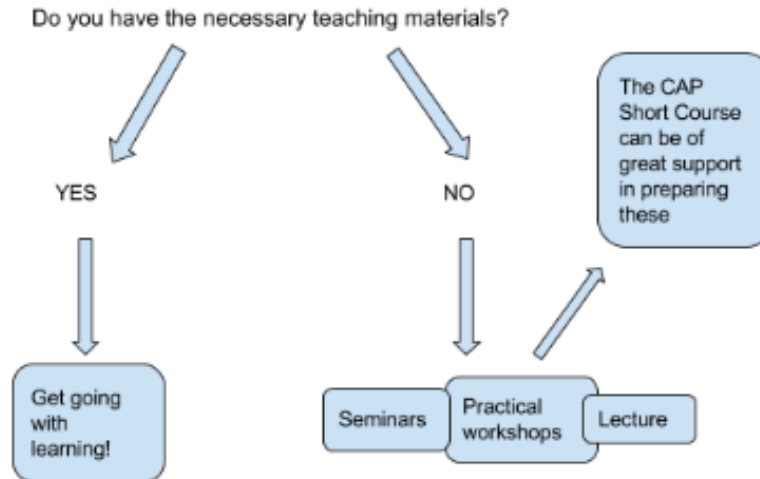 Do you have the necessary teaching materials?
The CAP
Short Course
can be of
great support
in preparing
these
YES
NO
Get going
with
learning!
Seminars
Practical
workshops
Lecture